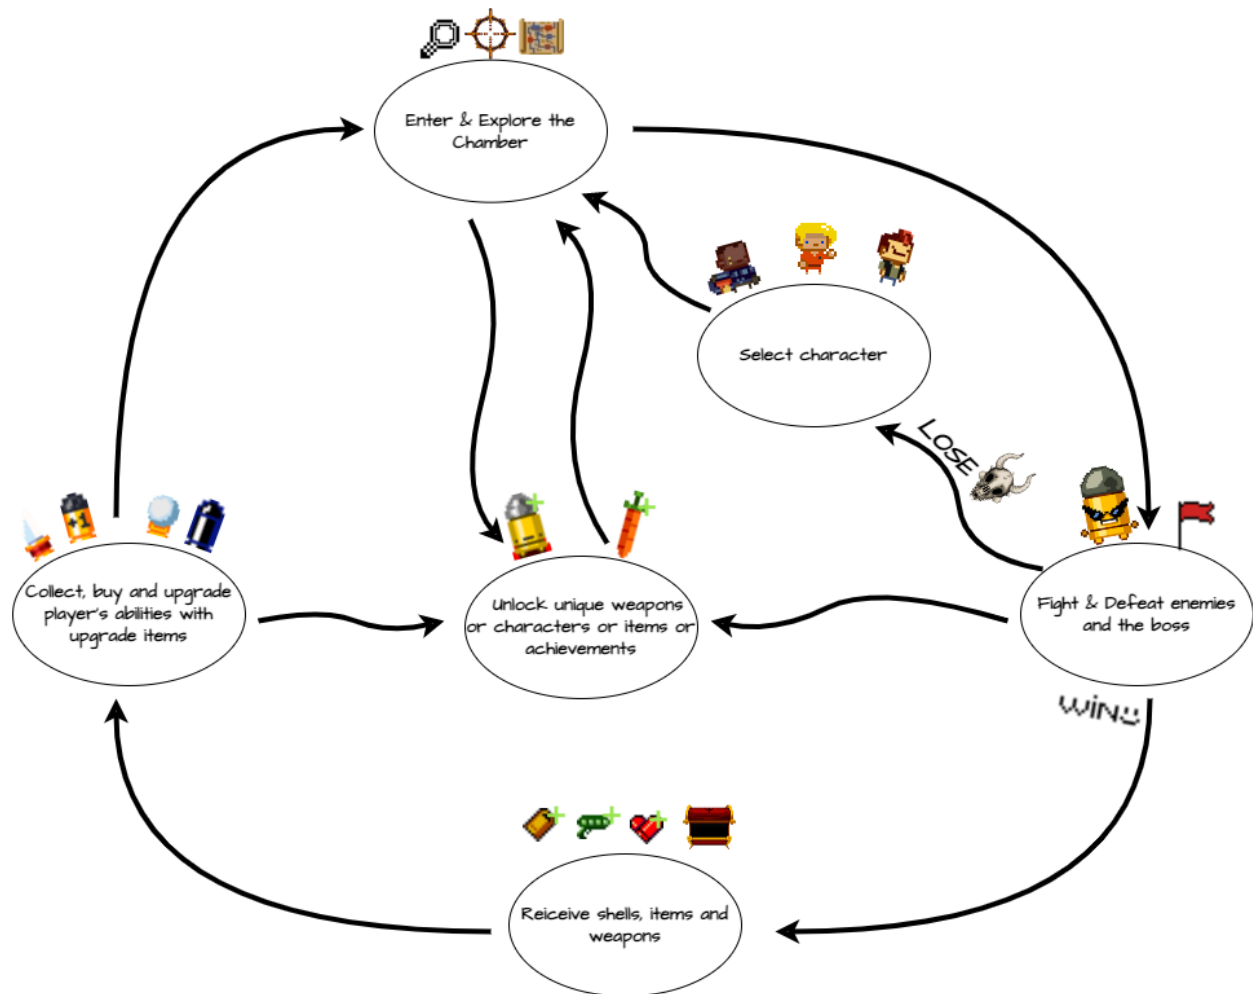 Enter & Explore the
Chamber
Select character
LOSE
+1
Collect, buy and upgrade
player's abilities with
upgrade items
Unlock unique weapons
or characters or items or
achievements
Fight & Defeat enemies
and the boss
WIN
Reiceive shells, items and
weapons